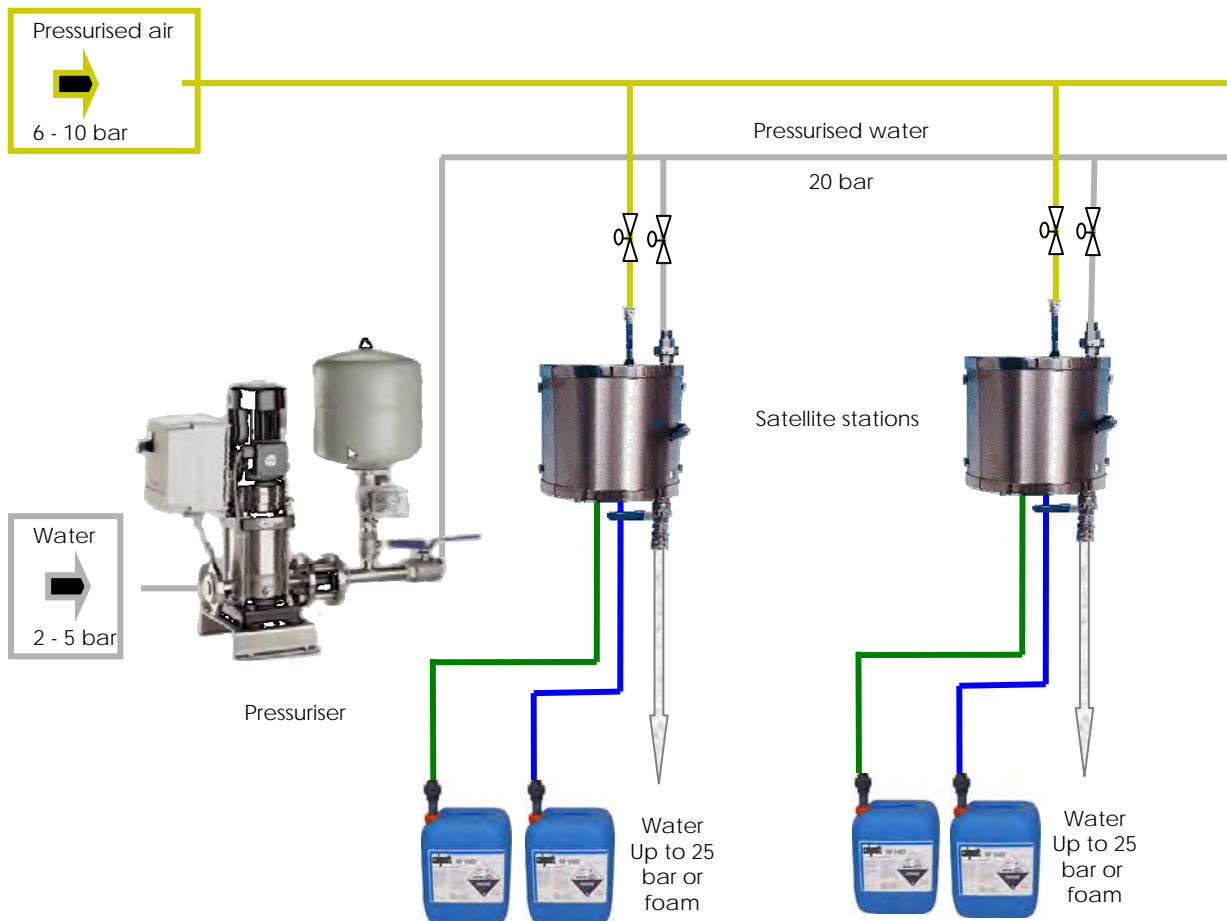 Pressurised air
6 - 10 bar
Pressurised water
20 bar
Satellite stations
Water
2 - 5 bar
Pressuriser
Water
Up to 25
bar or
foam
Water
Up to 25
bar or
foam